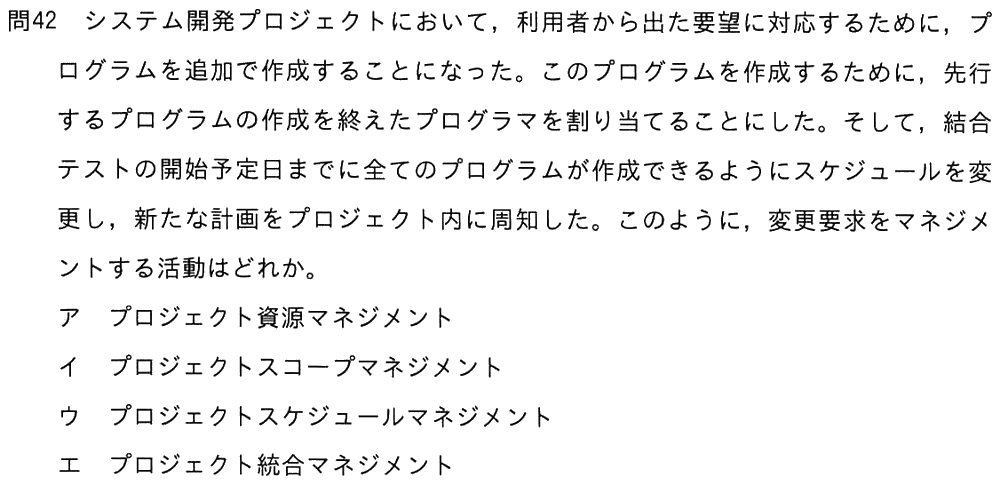 問42 システム開発プロジェクトにおいて，利用者から出た要望に対応するために，プ
ログラムを追加で作成することになった。このプログラムを作成するために，先行
するプログラムの作成を終えたプログラマを割り当てることにした。そして，結合
テストの開始予定日までに全てのプログラムが作成できるようにスケジュールを変
更し，新たな計画をプロジェクト内に周知した。このように，変更要求をマネジメ
ントする活動はどれか。
ア プロジェクト資源マネジメント
イ プロジェクトスコープマネジメント
ウ プロジェクトスケジュールマネジメント
エ プロジェクト統合マネジメント